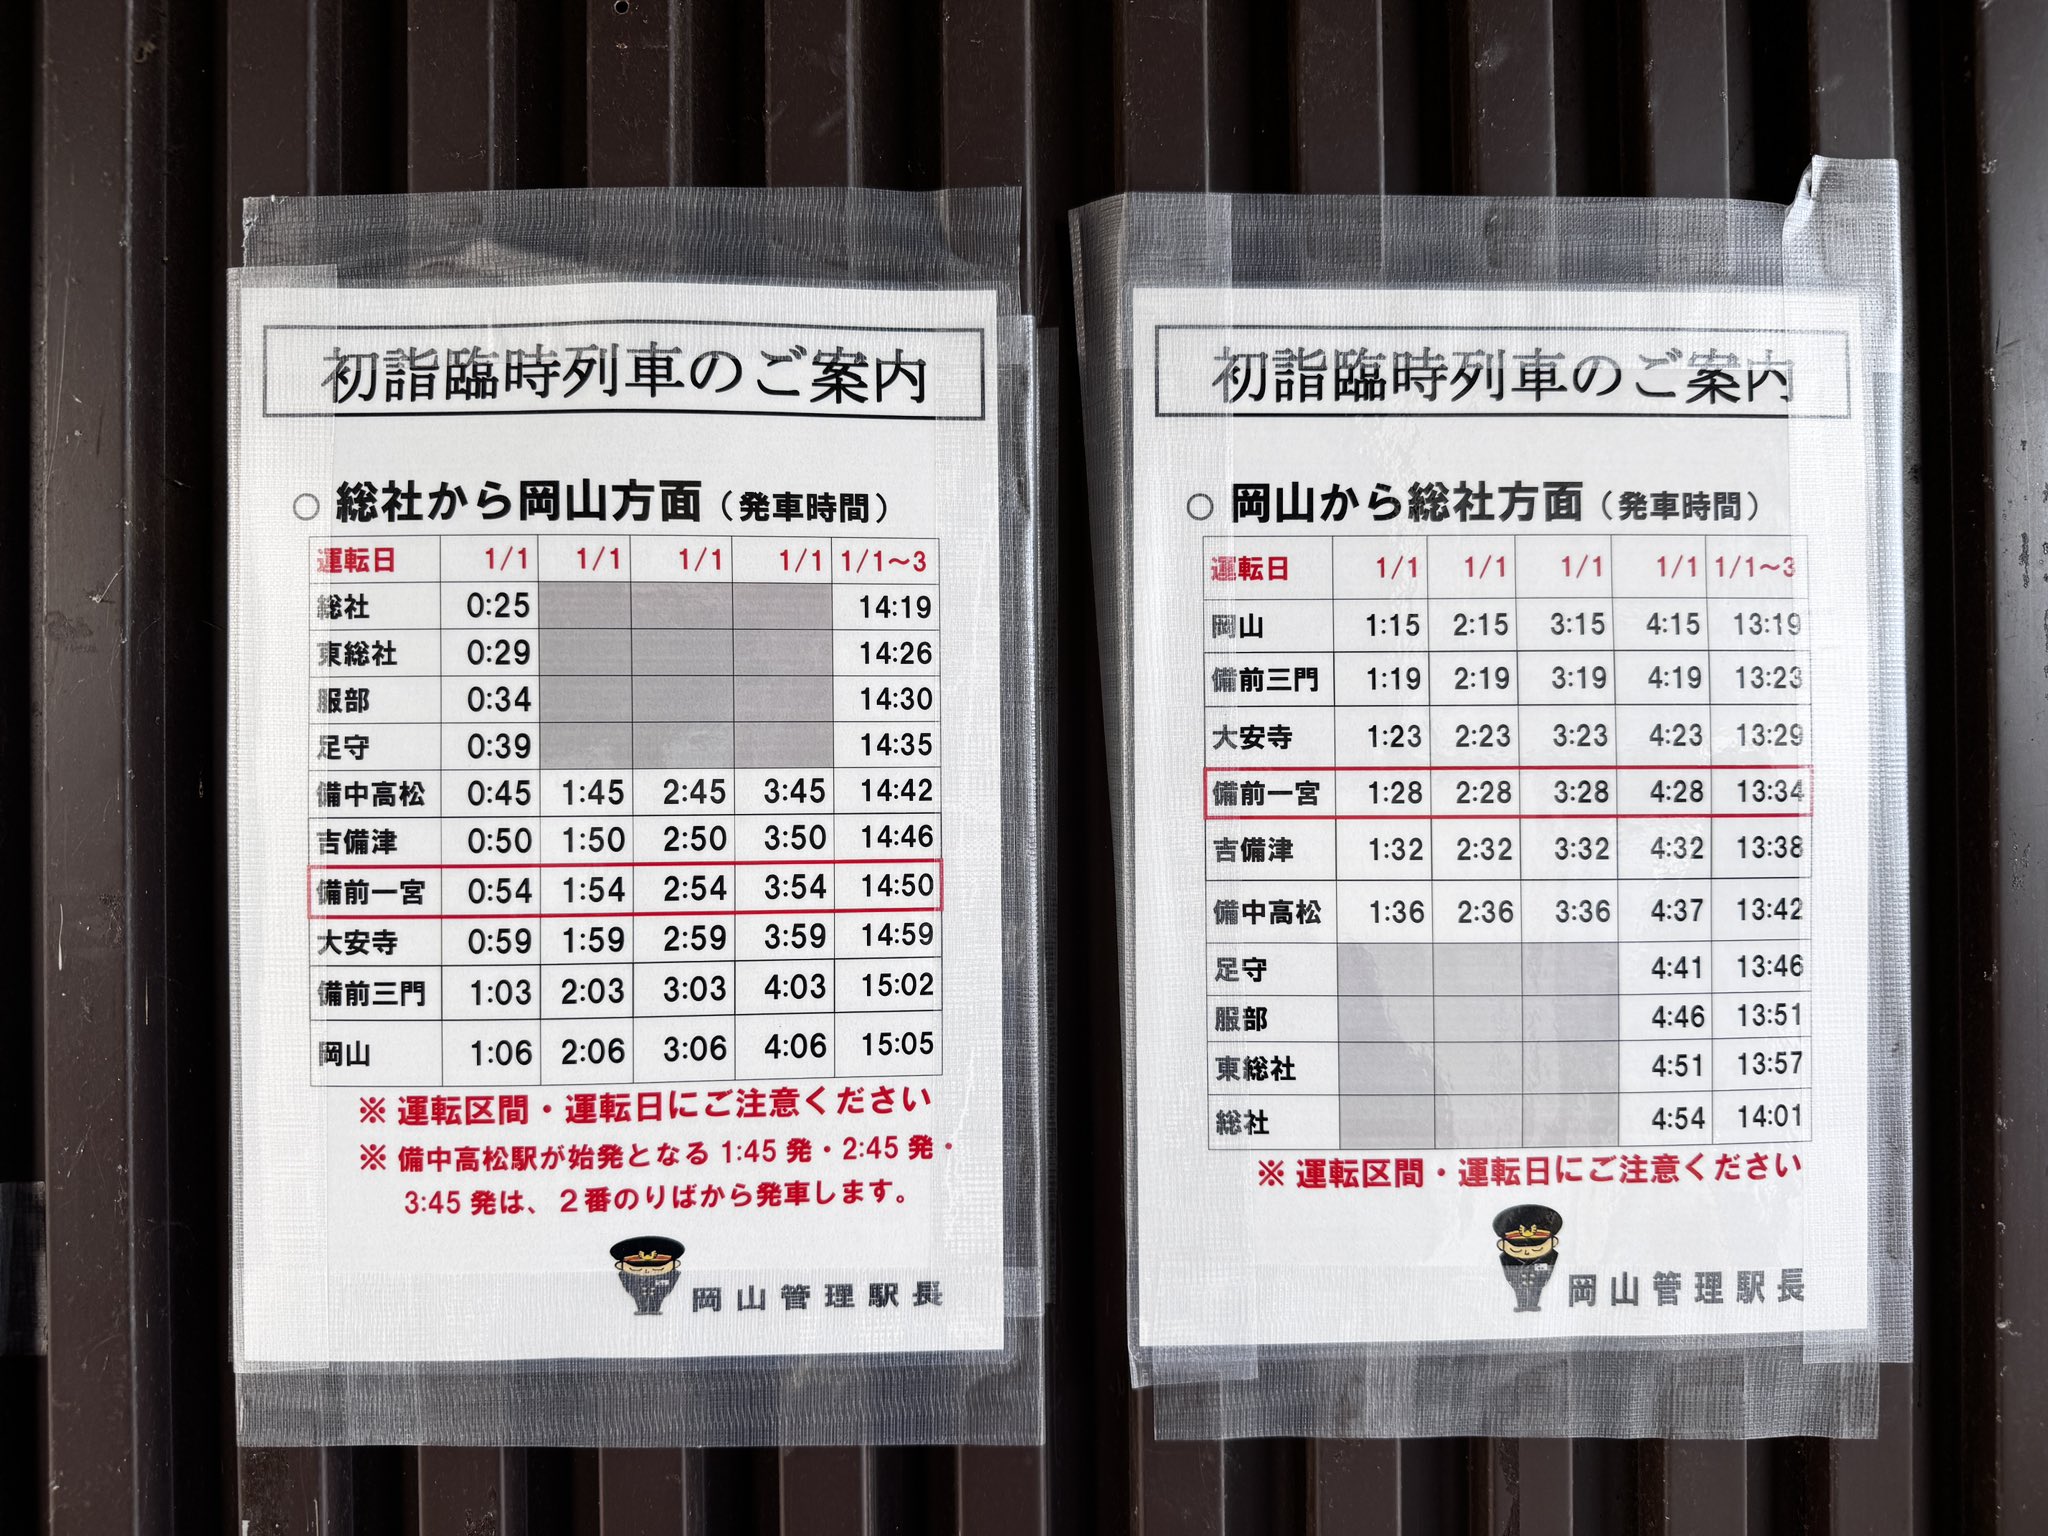 初詣臨時列車のご案内
○ 総社から岡山方面（発車時間）
運転日 1/1 1/1 1/1 1/1 1/1～3
総社 0:25 14:19
東総社 0:29 14:26
服部 0:34 14:30
足守 0:39 14:35
備中高松 0:45 1:45 2:45 3:45 14:42
吉備津 0:50 1:50 2:50 3:50 14:46
備前一宮 0:54 1:54 2:54 3:54 14:50
大安寺 0:59 1:59 2:59 3:59 14:59
備前三門 1:03 2:03 3:03 4:03 15:02
岡山 1:06 2:06 3:06 4:06 15:05
※ 運転区間・運転日にご注意ください
※ 備中高松駅が始発となる 1:45 発・2:45 発・
3:45 発は、２番のりばから発車します。
岡山管理駅長
初詣臨時列車のご案内
○ 岡山から総社方面（発車時間）
運転日 1/1 1/1 1/1 1/1 1/1～3
岡山 1:15 2:15 3:15 4:15 13:19
備前三門 1:19 2:19 3:19 4:19 13:23
大安寺 1:23 2:23 3:23 4:23 13:29
備前一宮 1:28 2:28 3:28 4:28 13:34
吉備津 1:32 2:32 3:32 4:32 13:38
備中高松 1:36 2:36 3:36 4:37 13:42
足守 4:41 13:46
服部 4:46 13:51
東総社 4:51 13:57
総社 4:54 14:01
※ 運転区間・運転日にご注意ください
岡山管理駅長